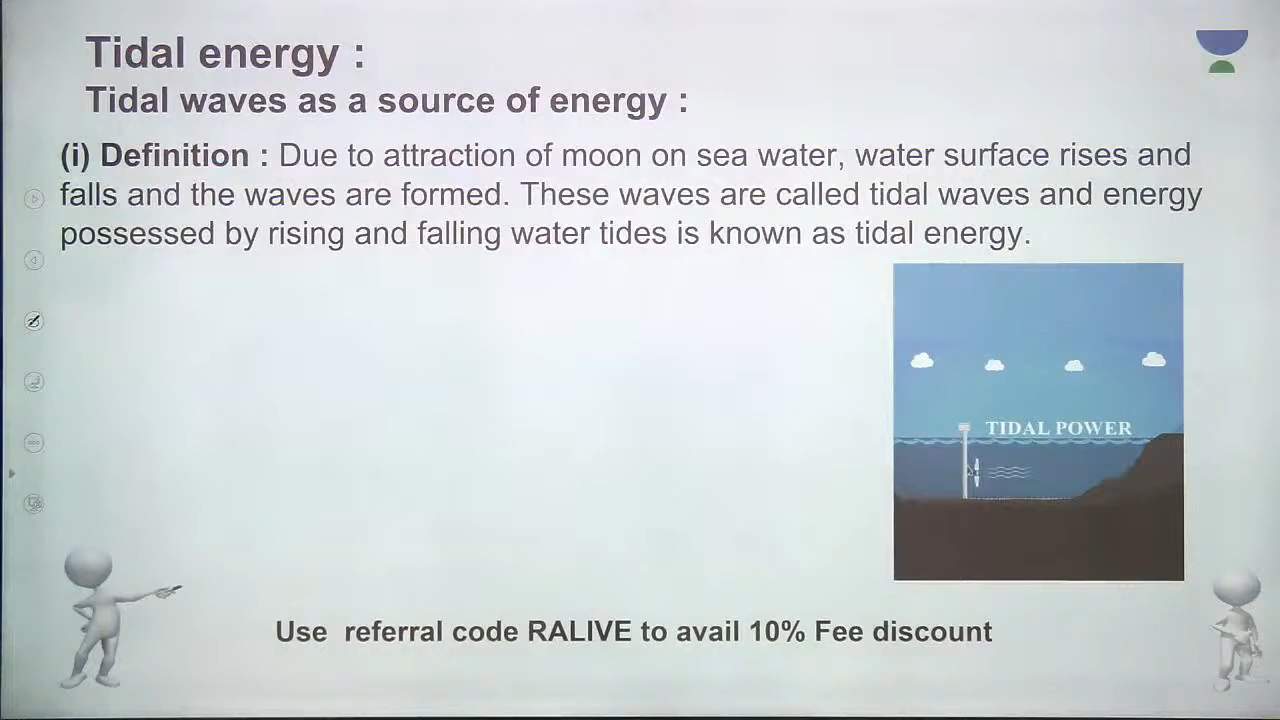 Tidal energy :
Tidal waves as a source of energy :
(i) Definition : Due to attraction of moon on sea water, water surface rises and
falls and the waves are formed. These waves are called tidal waves and energy
possessed by rising and falling water tides is known as tidal energy.
TIDAL POWER
Use referral code RALIVE to avail 10% Fee discount